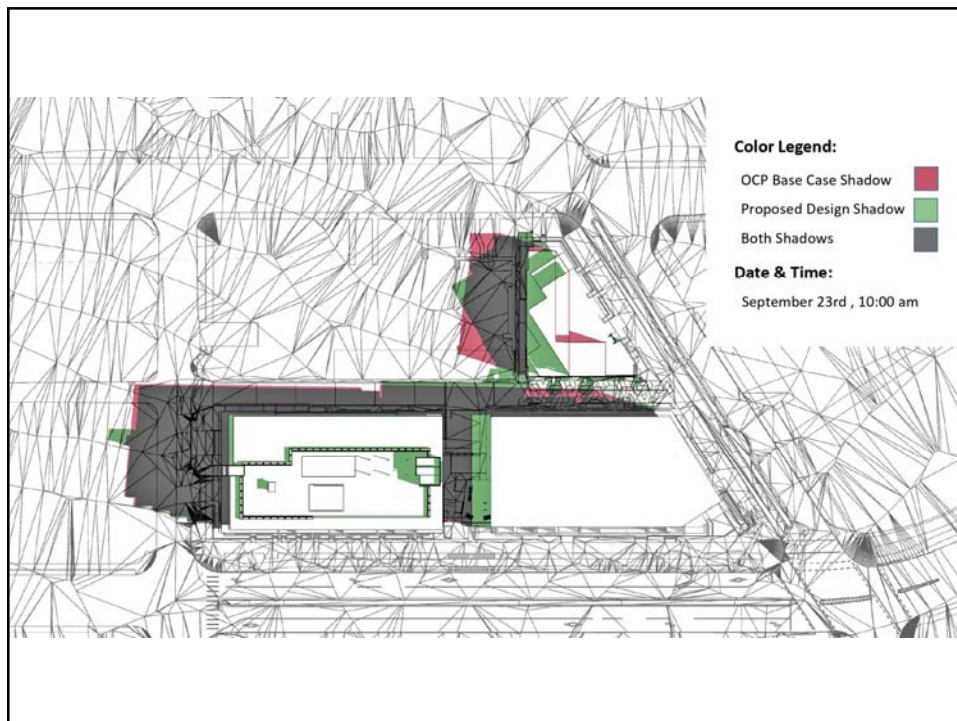 Color Legend:
OCP Base Case Shadow
Proposed Design Shadow
Both Shadows
Date & Time:
September 23rd , 10:00 am